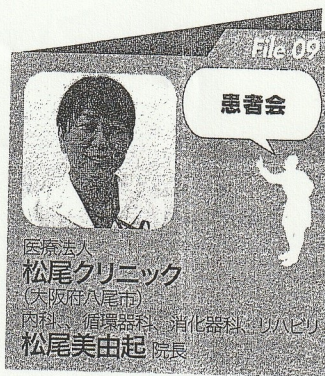 File 09
患者会
医療法人
松尾クリニック
(大阪府八尾市)
内科、循環器科、消化器科、リハビリ
松尾美由起 院長